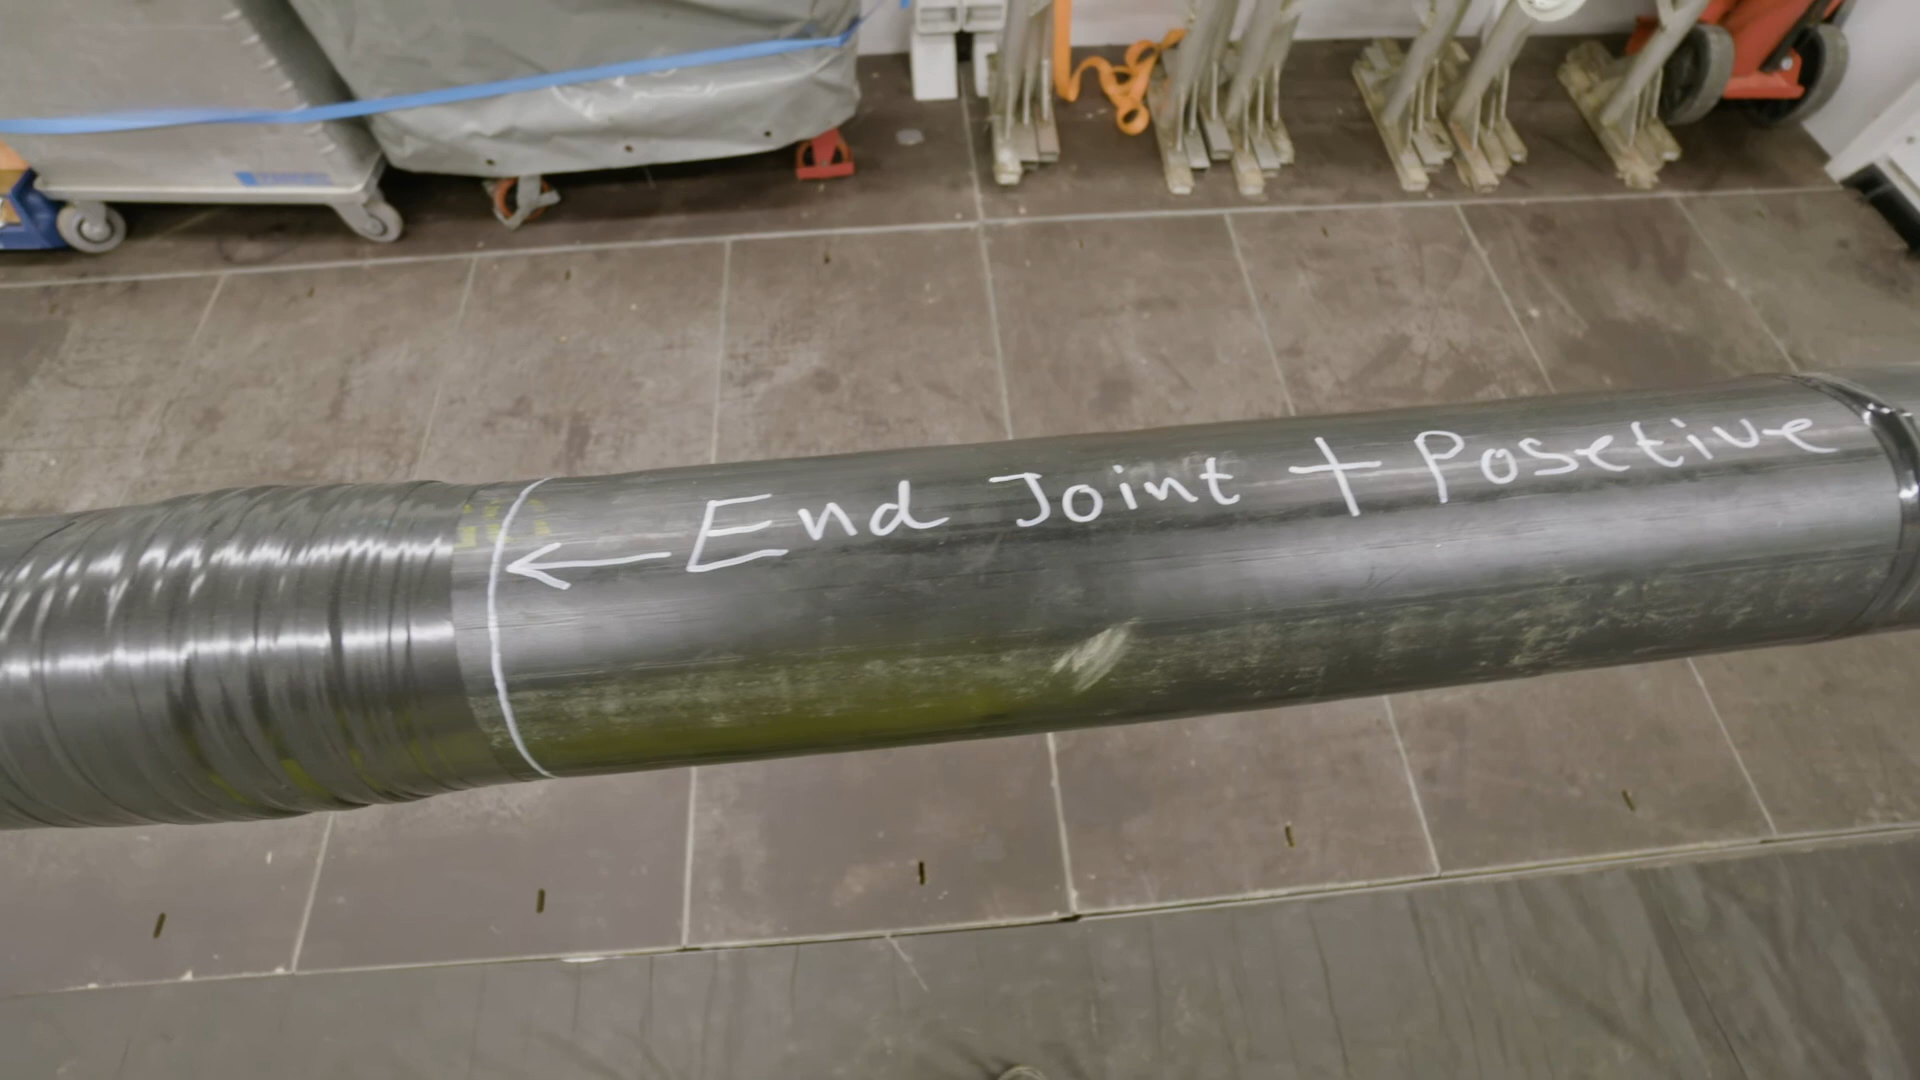 ← End Joint + Posetive